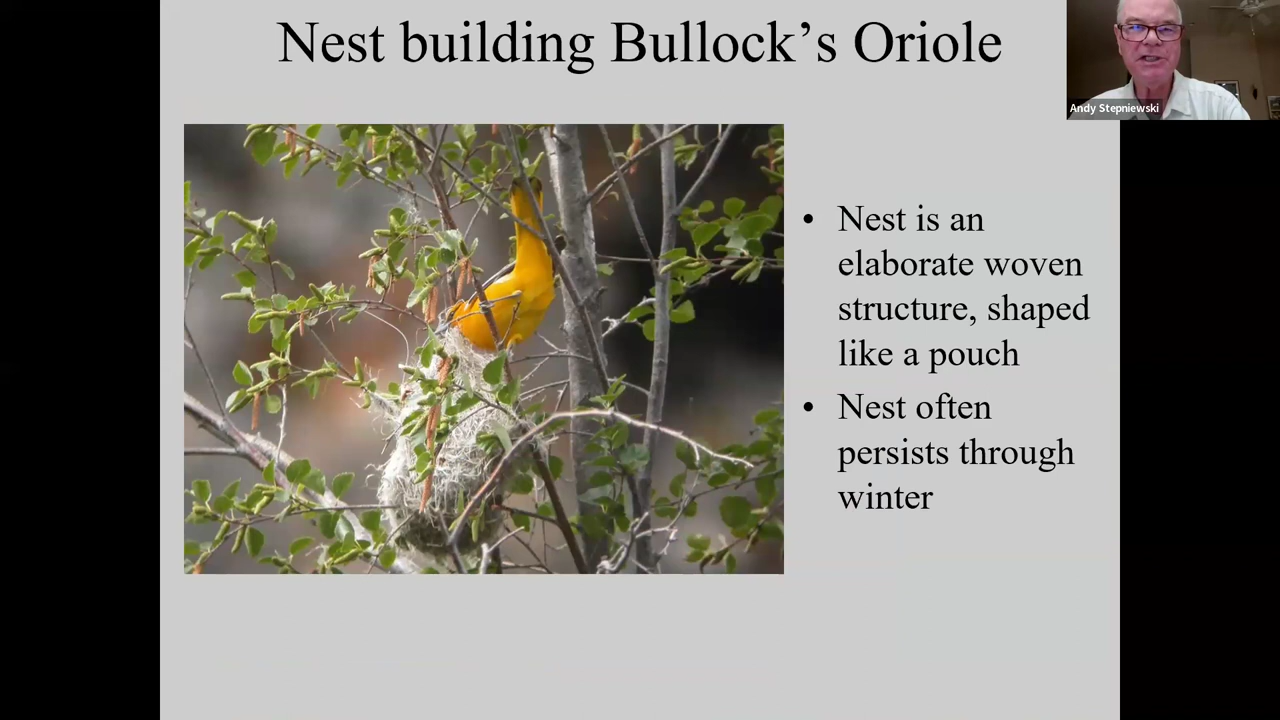 Nest building Bullock’s Oriole
Andy Stepniewski
• Nest is an
elaborate woven
structure, shaped
like a pouch
• Nest often
persists through
winter